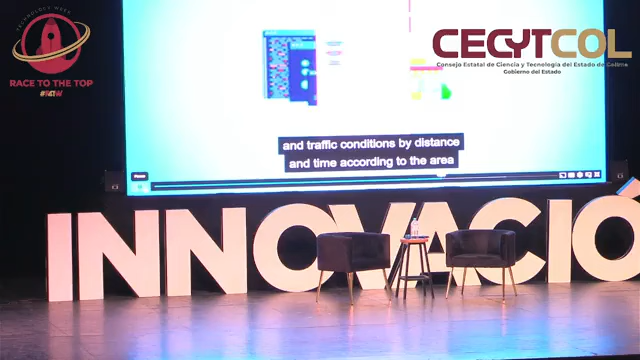 TECHNOLOGY WEEK
RACE TO THE TOP
CECYTCOL
Consejo Estatal de Ciencia y Tecnología del Estado de Colima
Gobierno del Estado
and traffic conditions by distance
and time according to the area
INNOVACIÓ